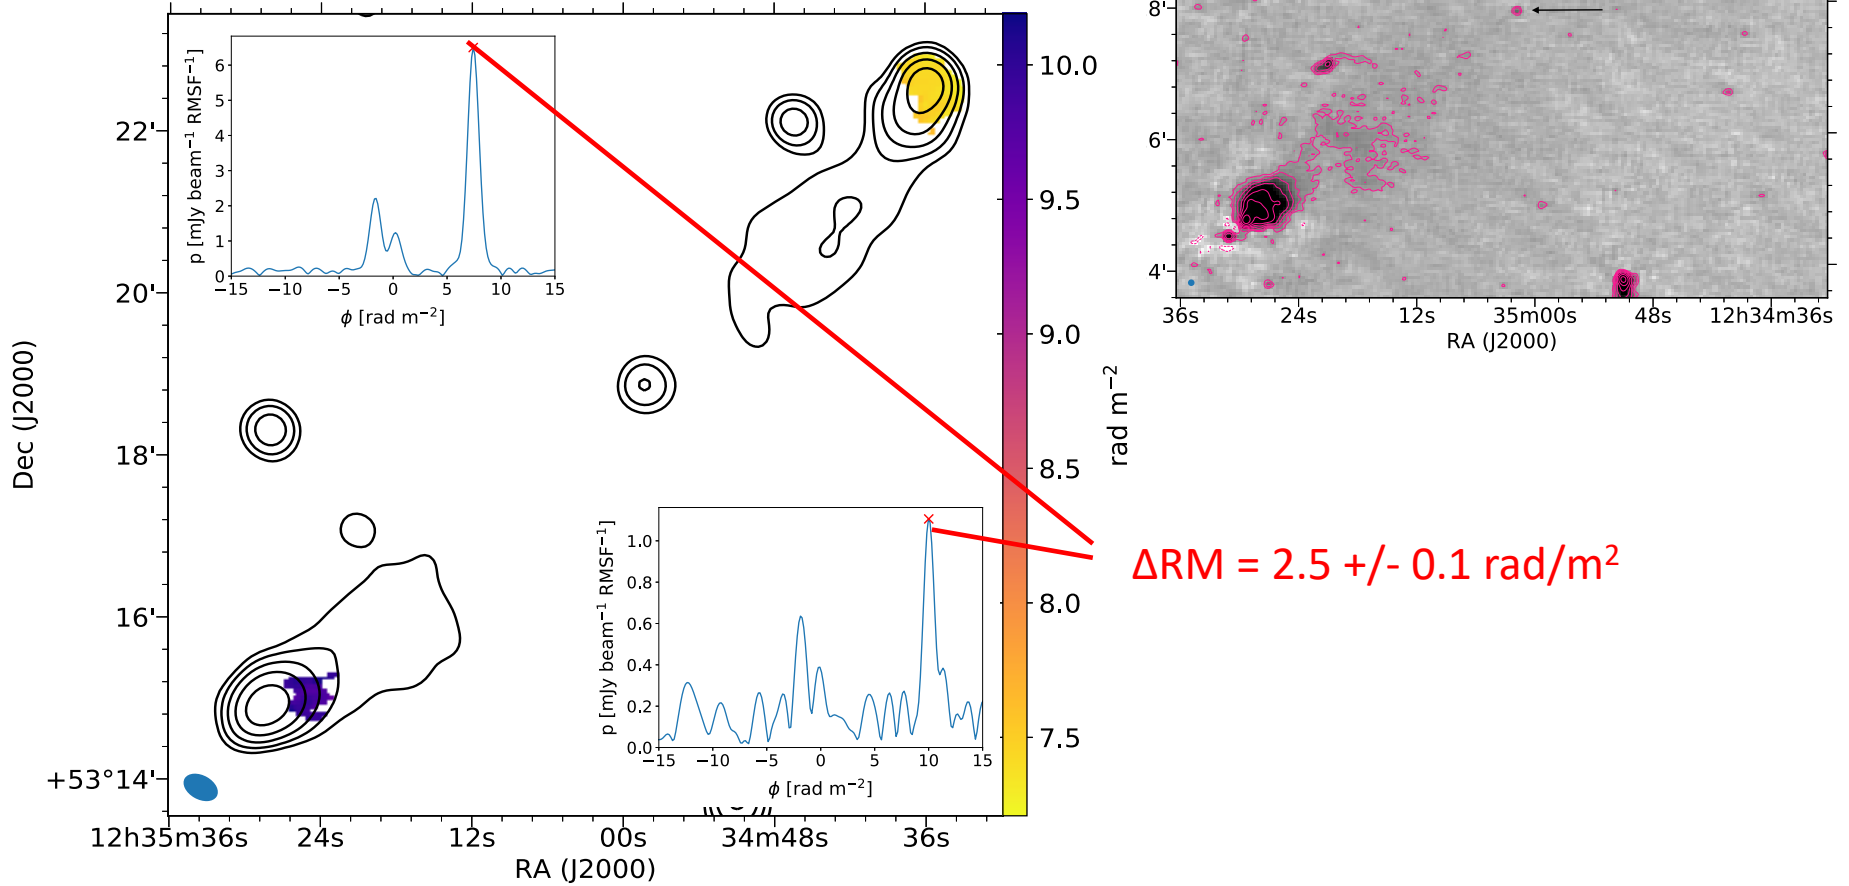 p [mJy beam⁻¹ RMSF⁻¹]
6
5
4
3
2
1
0
−15 −10 −5 0 5 10 15
ϕ [rad m⁻²]
22'
20'
18'
16'
+53°14'
Dec (J2000)
12h35m36s 24s 12s 00s 34m48s 36s
RA (J2000)
p [mJy beam⁻¹ RMSF⁻¹]
1.0
0.8
0.6
0.4
0.2
0.0
−15 −10 −5 0 5 10 15
ϕ [rad m⁻²]
10.0
9.5
9.0
8.5
8.0
7.5
rad m⁻²
8'
6'
4'
36s 24s 12s 35m00s 48s 12h34m36s
RA (J2000)
ΔRM = 2.5 +/- 0.1 rad/m²